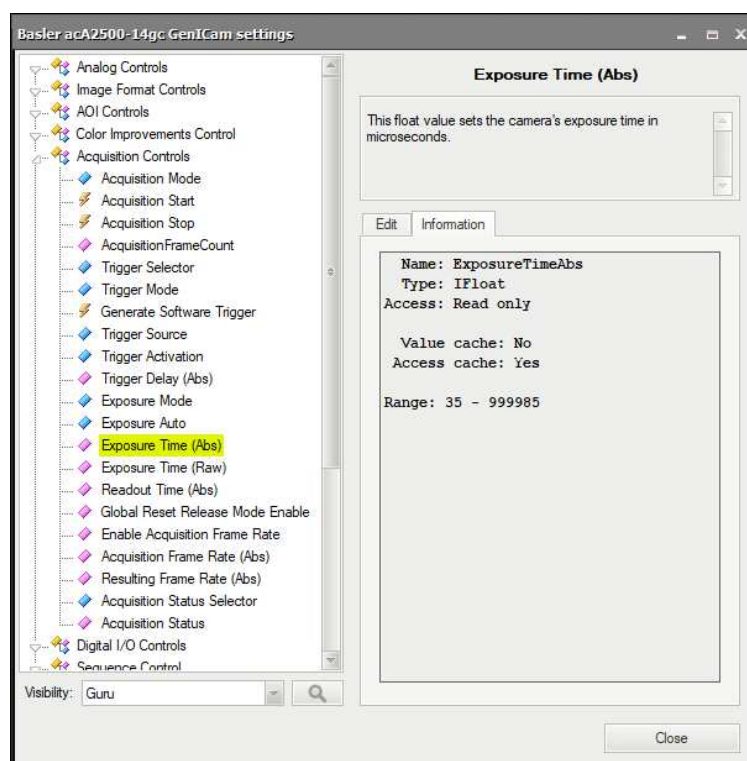 Basler acA2500-14gc GenICam settings
Analog Controls
Image Format Controls
AOI Controls
Color Improvements Control
Acquisition Controls
Acquisition Mode
Acquisition Start
Acquisition Stop
AcquisitionFrameCount
Trigger Selector
Trigger Mode
Generate Software Trigger
Trigger Source
Trigger Activation
Trigger Delay (Abs)
Exposure Mode
Exposure Auto
Exposure Time (Abs)
Exposure Time (Raw)
Readout Time (Abs)
Global Reset Release Mode Enable
Enable Acquisition Frame Rate
Acquisition Frame Rate (Abs)
Resulting Frame Rate (Abs)
Acquisition Status Selector
Acquisition Status
Digital I/O Controls
Sequence Control
Visibility: Guru
Exposure Time (Abs)
This float value sets the camera's exposure time in
microseconds.
Edit Information
Name: ExposureTimeAbs
Type: IFloat
Access: Read only
Value cache: No
Access cache: Yes
Range: 35 - 999985
Close